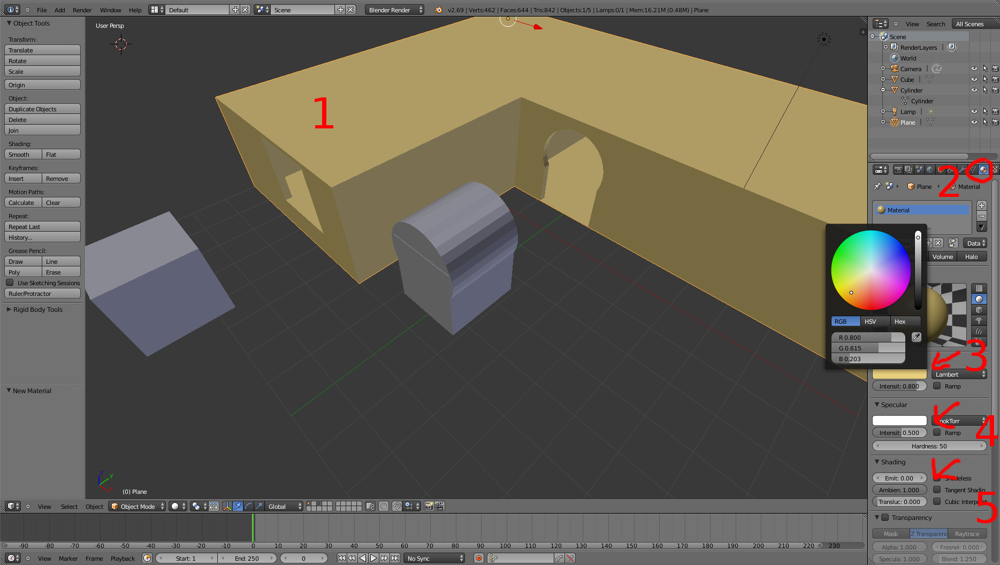 File Add Render Window Help Default Scene Blender Render v2.69 | Verts:462 | Faces:644 | Tris:842 | Objects:1/5 | Lamps:0/1 | Mem:16.21M (0.48M) | Plane
Object Tools
Transform:
Translate
Rotate
Scale
Origin
Object:
Duplicate Objects
Delete
Join
Shading:
Smooth Flat
Keyframes:
Insert Remove
Motion Paths:
Calculate Clear
Repeat:
Repeat Last
History...
Grease Pencil:
Draw Line
Poly Erase
Use Sketching Sessions
Ruler/Protractor
Rigid Body Tools
New Material
User Persp
1
z
y
(0) Plane
View Select Object Object Mode Global
View Search All Scenes
Scene
RenderLayers |
World
Camera |
Cube |
Cylinder
Cylinder
Lamp |
Plane |
2
Plane Material
Material
Data
Volume Halo
RGB HSV Hex
R 0.800
G 0.615
B 0.203
3
Lambert
Intensit: 0.800 Ramp
Specular
ookTorr
4
Intensit: 0.500 Ramp
Hardness: 50
Shading
Emit: 0.00
Ambien: 1.000 Tangent Shadin
5
Transluc: 0.000 Cubic
Transparency
Mask Z Transparenc Raytrace
Alpha: 1.000 Fresnel: 0.000
Specula: 1.000 Blend: 1.250
-90 -80 -70 -60 -50 -40 -30 -20 -10 0 10 20 30 40 50 60 70 80 90 100 110 120 130 140 150 160 170 180 190 200 210 220 230
View Marker Frame Playback Start: 1 End: 250 0 No Sync